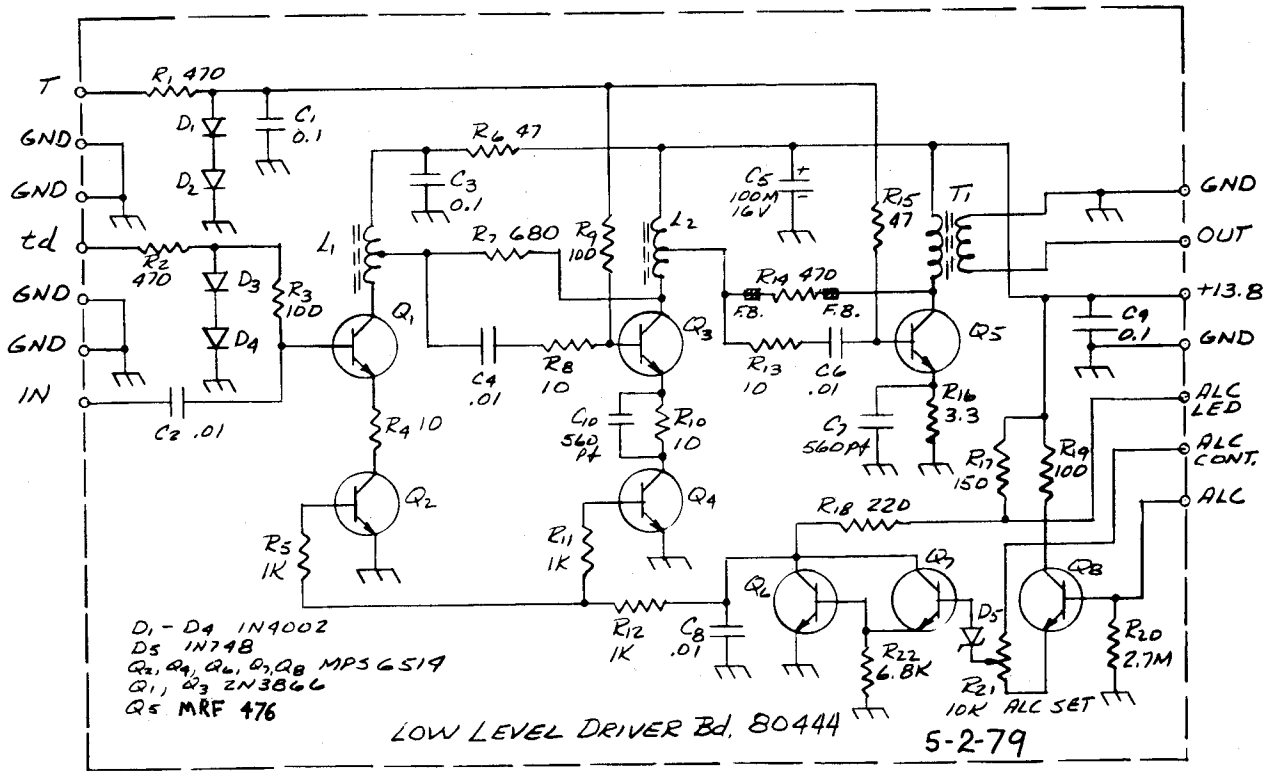 T
R1 470
D1
C1
0.1
GND
D2
R6 47
GND
C3
0.1
C5
100M
16V
+
-
R15
47
T1
GND
td
R2
470
D3
R3
100
L1
R7 680
R9
100
L2
R14 470
F.B.
F.B.
OUT
GND
D4
Q1
Q3
Q5
+13.8
C9
0.1
GND
C4
.01
R8
10
R13
10
C6
.01
GND
IN
C2 .01
R4 10
C10
560
Pf
R10
10
C7
560Pf
R16
3.3
ALC
LED
R17
150
R19
100
ALC
CONT.
Q2
Q4
R18 220
ALC
R5
1K
R11
1K
Q6
Q7
Q8
R12
1K
C8
.01
D5
R22
6.8K
R21
10K ALC SET
R20
2.7M
D1 - D4 1N4002
D5 1N748
Q2, Q4, Q6, Q7, Q8 MPS 6514
Q1, Q3 2N3866
Q5 MRF 476
LOW LEVEL DRIVER Bd. 80444
5-2-79